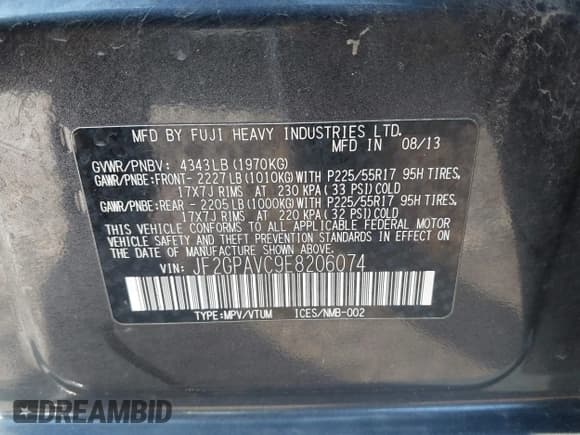 MFD BY FUJI HEAVY INDUSTRIES LTD.
MFD IN 08/13
GVWR/PNBV: 4343LB(1970KG)
GAWR/PNBE:FRONT- 2227LB(1010KG)WITH P225/55R17 95H TIRES,
17X7J RIMS AT 230 KPA(33 PSI)COLD
GAWR/PNBE:REAR - 2205LB(1000KG)WITH P225/55R17 95H TIRES,
17X7J RIMS AT 220 KPA(32 PSI)COLD
THIS VEHICLE CONFORMS TO ALL APPLICABLE FEDERAL MOTOR
VEHICLE SAFETY AND BUMPER STANDARDS IN EFFECT ON
THE DATE OF MANUFACTURE SHOWN ABOVE.
VIN: JF2GPAVC9E8206074
TYPE:MPV/VTUM ICES/NMB-002
DREAMBID